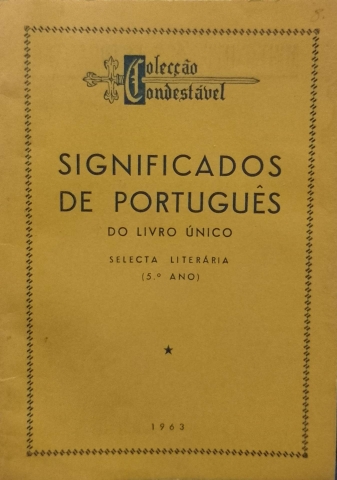 Colecção
Condestável
SIGNIFICADOS
DE PORTUGUÊS
DO LIVRO ÚNICO
SELECTA LITERÁRIA
(5.º ANO)
1963